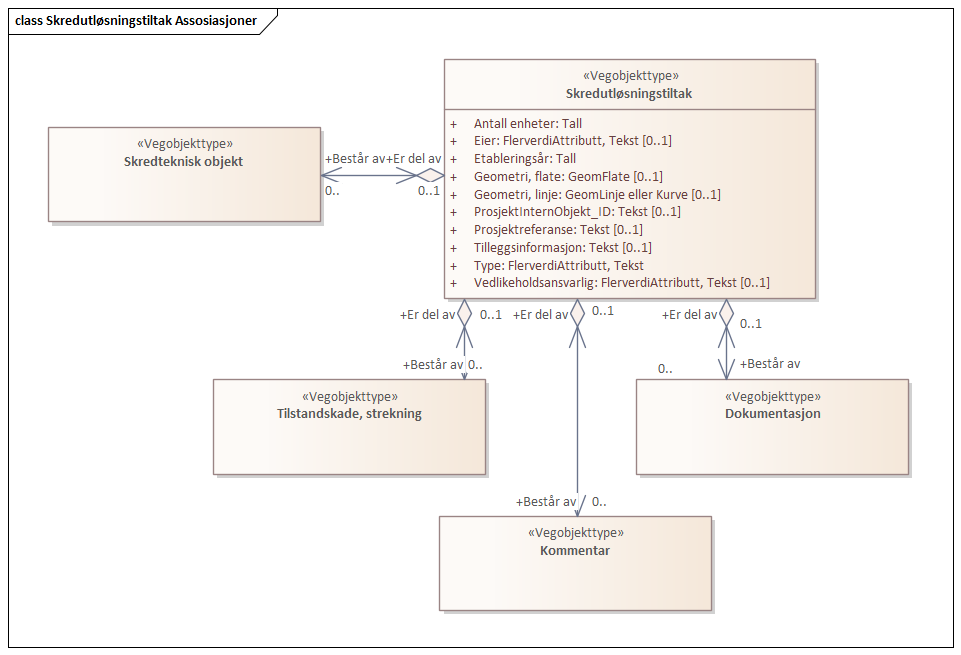 class Skredutløsningstiltak Assosiasjoner
«Vegobjekttype»
Skredutløsningstiltak
+ Antall enheter: Tall
+ Eier: FlerverdiAttributt, Tekst [0..1]
+ Etableringsår: Tall
+ Geometri, flate: GeomFlate [0..1]
+ Geometri, linje: GeomLinje eller Kurve [0..1]
+ ProsjektInternObjekt_ID: Tekst [0..1]
+ Prosjektreferanse: Tekst [0..1]
+ Tilleggsinformasjon: Tekst [0..1]
+ Type: FlerverdiAttributt, Tekst
+ Vedlikeholdsansvarlig: FlerverdiAttributt, Tekst [0..1]
«Vegobjekttype»
Skredteknisk objekt
+Består av +Er del av
0.. 0..1
+Er del av 0..1
+Er del av 0..1
+Er del av 0..1
+Består av 0..
0.. +Består av
«Vegobjekttype»
Tilstandskade, strekning
«Vegobjekttype»
Dokumentasjon
+Består av 0..
«Vegobjekttype»
Kommentar